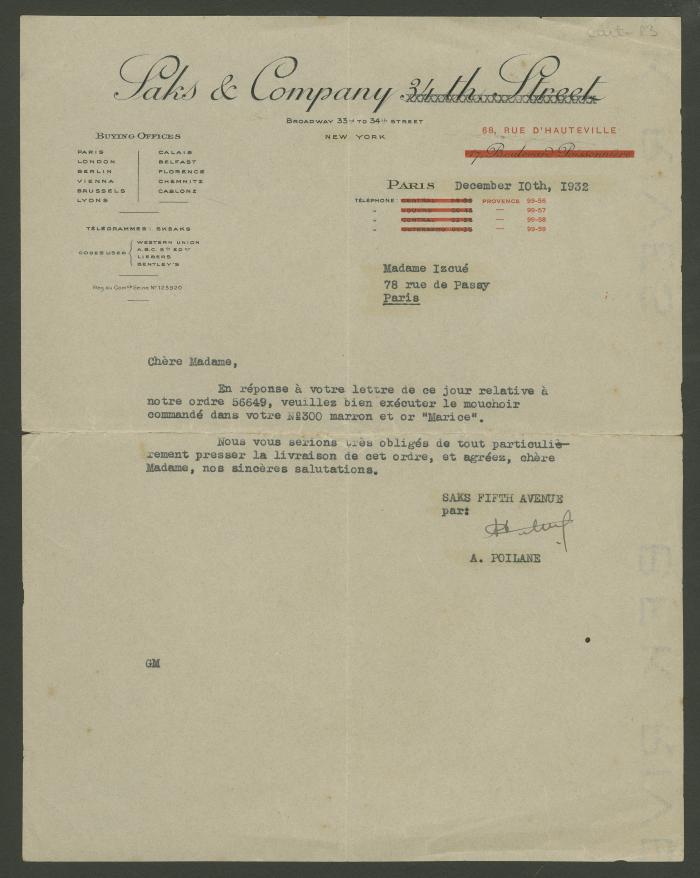 Saks & Company 34th. Street
BROADWAY 33rd TO 34th STREET
NEW YORK
BUYING OFFICES
PARIS
LONDON
BERLIN
VIENNA
BRUSSELS
LYONS
CALAIS
BELFAST
FLORENCE
CHEMNITZ
GABLONZ
TÉLÉGRAMMES: SKSAKS
CODES USED
WESTERN UNION
A.B.C. 5TH EDon
LIEBERS
BENTLEY'S
Reg. du Comce Seine No 123920
68, RUE D'HAUTEVILLE
17, Boulevard Poissonnière
PARIS December 10th, 1932
TÉLÉPHONE: PROVENCE 99-56
" — 99-57
" — 99-58
" — 99-59
Madame Izcué
78 rue de Passy
Paris
Chère Madame,
En réponse à votre lettre de ce jour relative à
notre ordre 56649, veuillez bien exécuter le mouchoir
commandé dans votre Nº300 marron et or "Marice".
Nous vous serions très obligés de tout particuliè-
rement presser la livraison de cet ordre, et agréez, chère
Madame, nos sincères salutations.
SAKS FIFTH AVENUE
par:
A. POILANE
GM